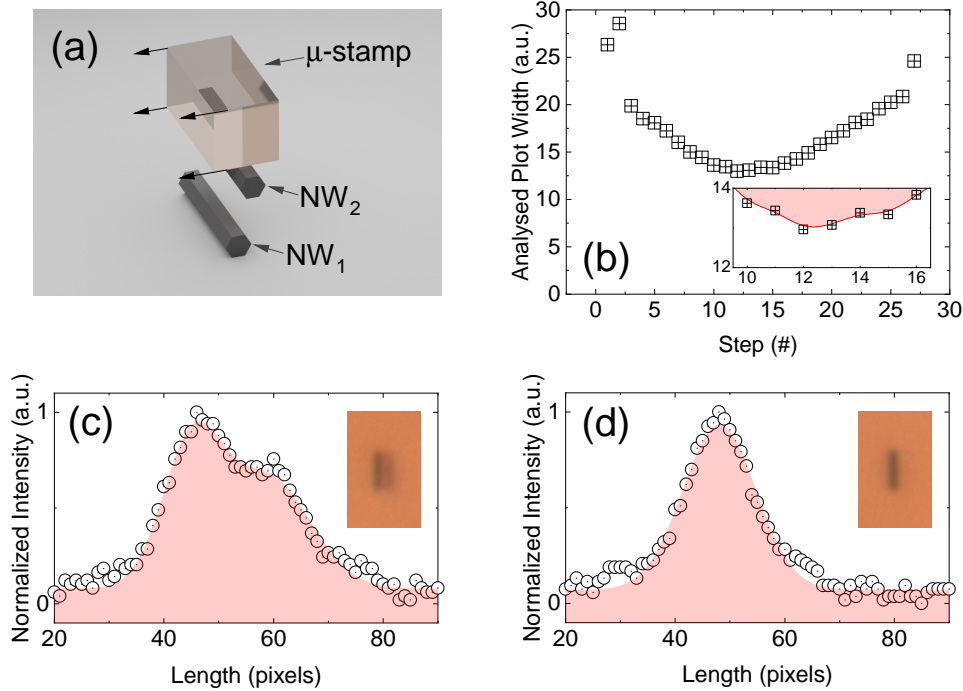 (a)
μ-stamp
NW2
NW1
30
25
20
15
10
5
0
Analysed Plot Width (a.u.)
14
12
10 12 14 16
(b)
0 5 10 15 20 25 30
Step (#)
Normalized Intensity (a.u.)
1
0
(c)
20 40 60 80
Length (pixels)
Normalized Intensity (a.u.)
1
0
(d)
20 40 60 80
Length (pixels)